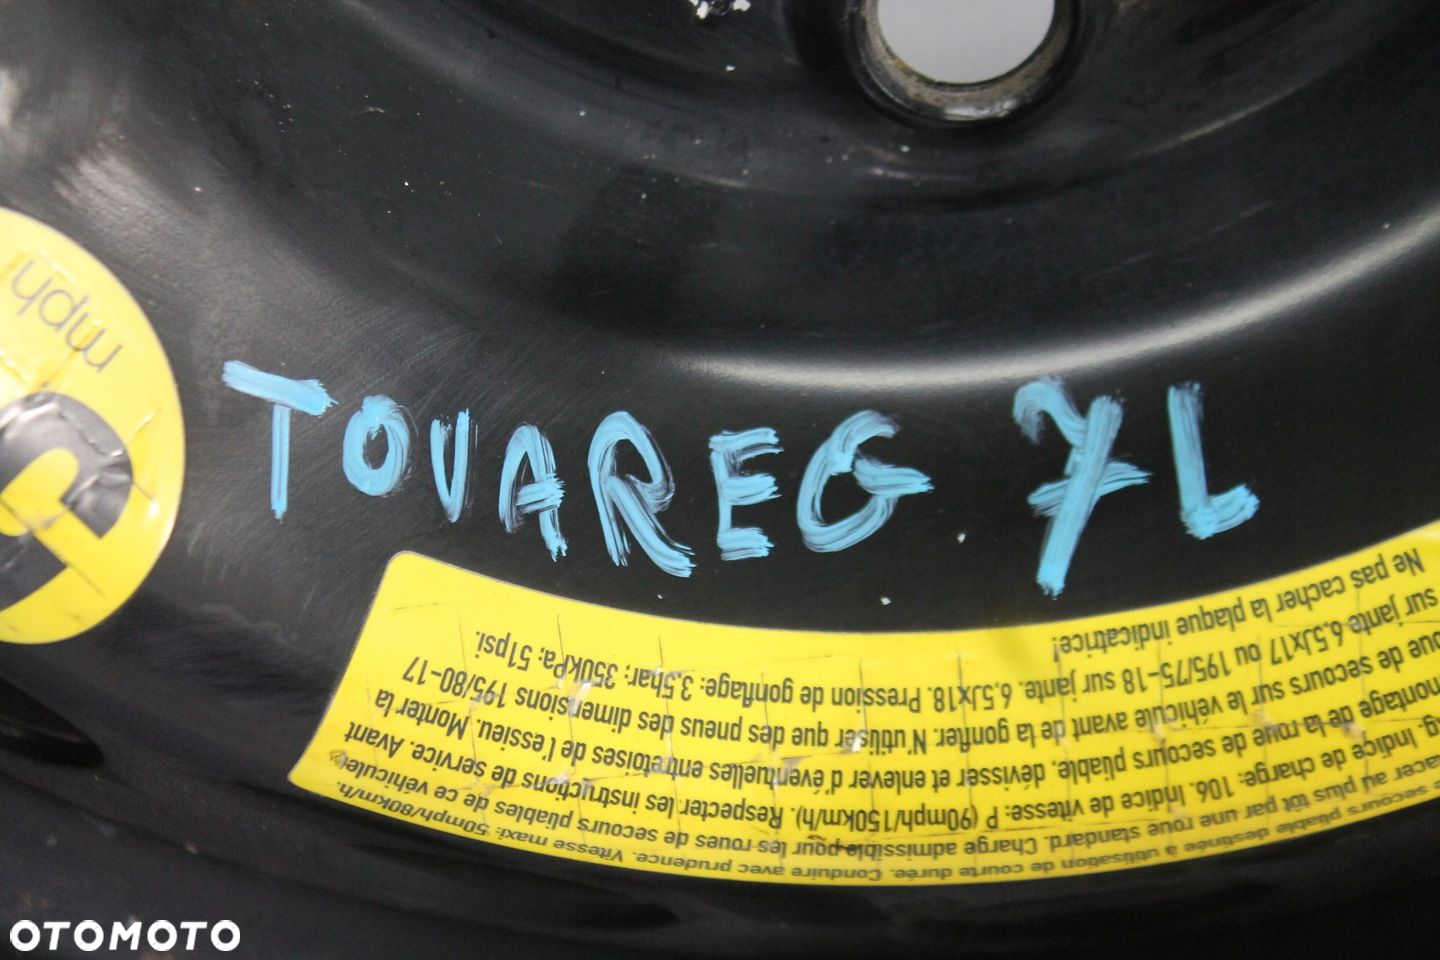 mph
5
TOUAREG 7L
secours pliable destinée à utilisation de courte durée. Conduire avec prudence. Vitesse maxi: 50mph/80km/h.
lacer au plus tôt par une roue standard. Charge admissible pour les roues de secours pliables de ce véhicule:
g. Indice de charge: 106. Indice de vitesse: P (90mph/150km/h). Respecter les instructions de service. Avant
montage de la roue de secours pliable, dévisser et enlever d'éventuelles entretoises de l'essieu. Monter la
oue de secours sur le véhicule avant de la gonfler. N'utiliser que des pneus des dimensions 195/80-17
sur jante 6.5Jx17 ou 195/75-18 sur jante. 6.5Jx18. Pression de gonflage: 3,5bar; 350kPa; 51psi.
Ne pas cacher la plaque indicatrice!
OTOMOTO